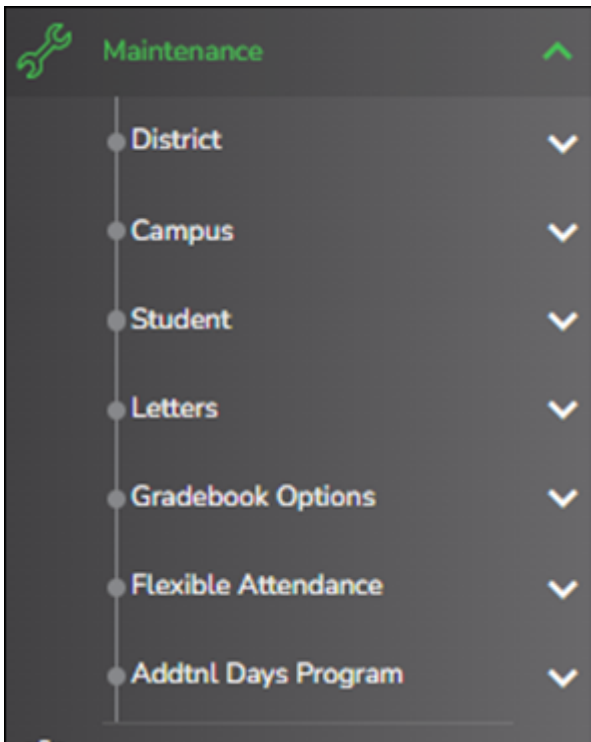 Maintenance
District
Campus
Student
Letters
Gradebook Options
Flexible Attendance
Addtnl Days Program